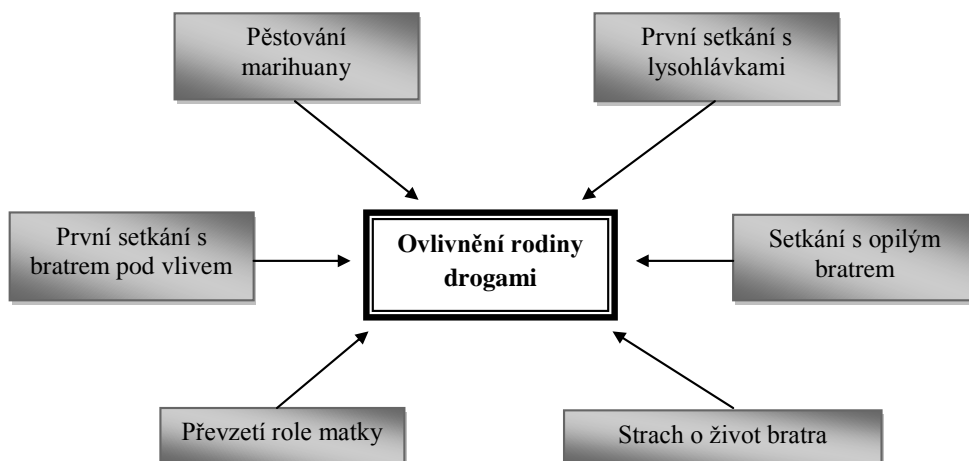 Pěstování
marihuany
První setkání s
lysohlávkami
První setkání s
bratrem pod vlivem
Ovlivnění rodiny
drogami
Setkání s opilým
bratrem
Převzetí role matky
Strach o život bratra